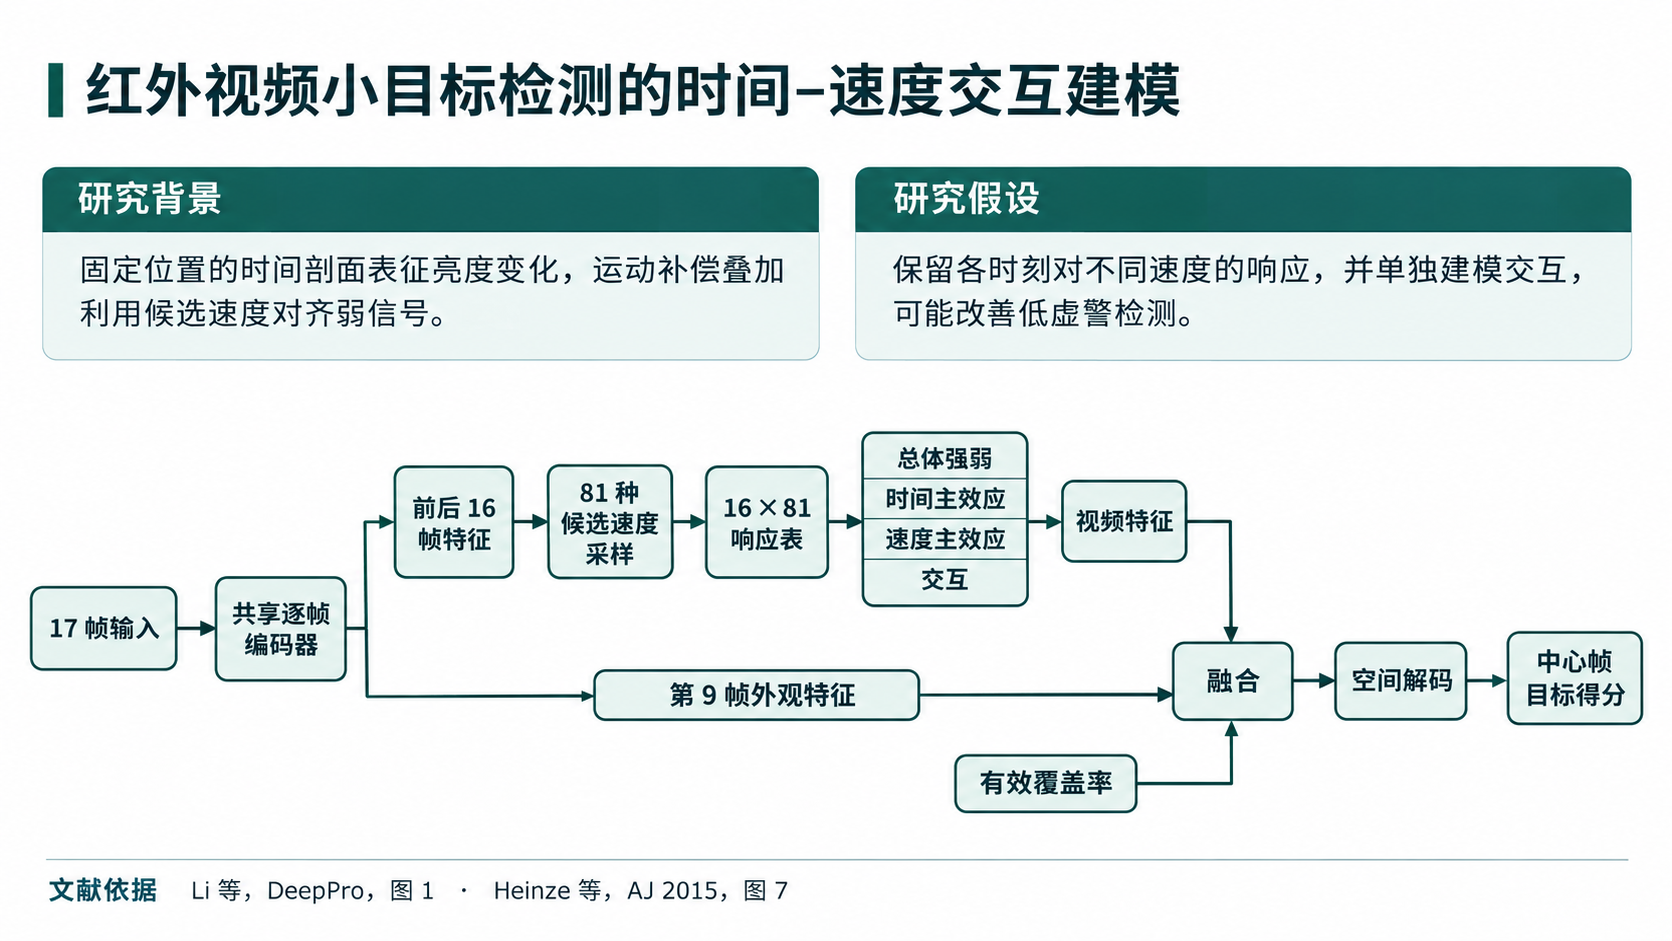 红外视频小目标检测的时间–速度交互建模
研究背景
固定位置的时间剖面表征亮度变化，运动补偿叠加
利用候选速度对齐弱信号。
研究假设
保留各时刻对不同速度的响应，并单独建模交互，
可能改善低虚警检测。
17 帧输入
共享逐帧
编码器
前后 16
帧特征
81 种
候选速度
采样
16×81
响应表
总体强弱
时间主效应
速度主效应
交互
视频特征
第 9 帧外观特征
有效覆盖率
融合
空间解码
中心帧
目标得分
文献依据 Li 等，DeepPro，图 1 · Heinze 等，AJ 2015，图 7